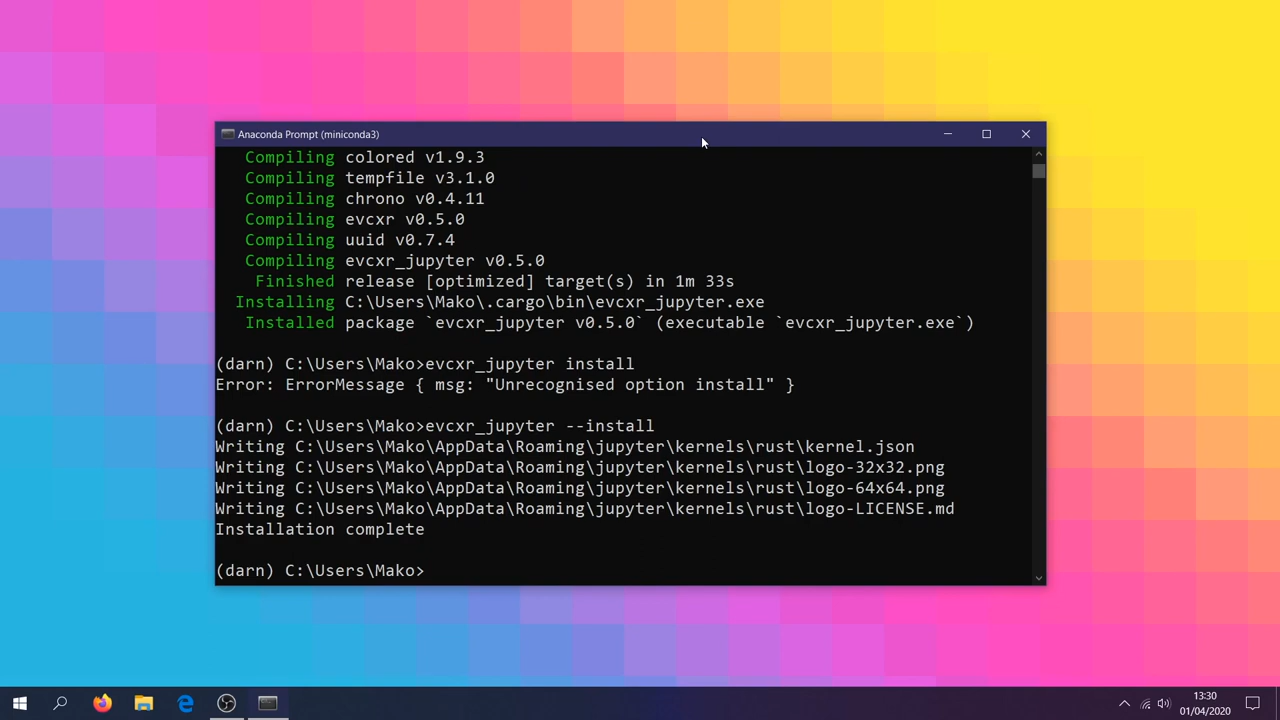 Anaconda Prompt (miniconda3)
Compiling colored v1.9.3
Compiling tempfile v3.1.0
Compiling chrono v0.4.11
Compiling evcxr v0.5.0
Compiling uuid v0.7.4
Compiling evcxr_jupyter v0.5.0
Finished release [optimized] target(s) in 1m 33s
Installing C:\Users\Mako\.cargo\bin\evcxr_jupyter.exe
Installed package `evcxr_jupyter v0.5.0` (executable `evcxr_jupyter.exe`)
(darn) C:\Users\Mako>evcxr_jupyter install
Error: ErrorMessage { msg: "Unrecognised option install" }
(darn) C:\Users\Mako>evcxr_jupyter --install
Writing C:\Users\Mako\AppData\Roaming\jupyter\kernels\rust\kernel.json
Writing C:\Users\Mako\AppData\Roaming\jupyter\kernels\rust\logo-32x32.png
Writing C:\Users\Mako\AppData\Roaming\jupyter\kernels\rust\logo-64x64.png
Writing C:\Users\Mako\AppData\Roaming\jupyter\kernels\rust\logo-LICENSE.md
Installation complete
(darn) C:\Users\Mako>
13:30
01/04/2020